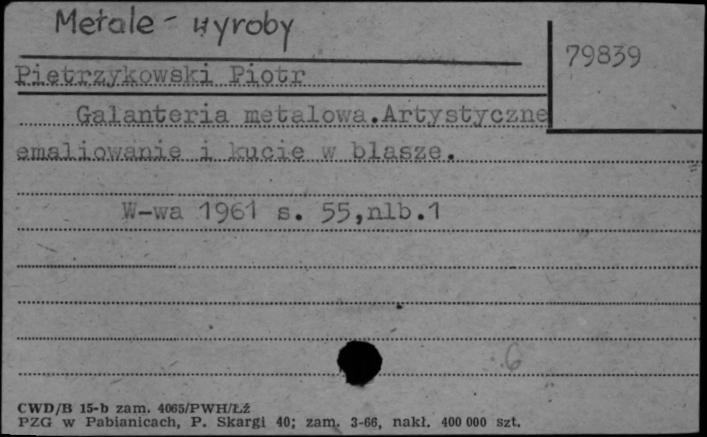 Metale - wyroby
79839
Pietrzykowski Piotr
Galanteria metalowa.Artystyczne
emaliowanie i kucie w blasze.
W-wa 1961 s. 55,nlb.1
6
CWD/B 15-b zam. 4065/PWH/Łź
PZG w Pabianicach, P. Skargi 40; zam. 3-66, nakł. 400 000 szt.